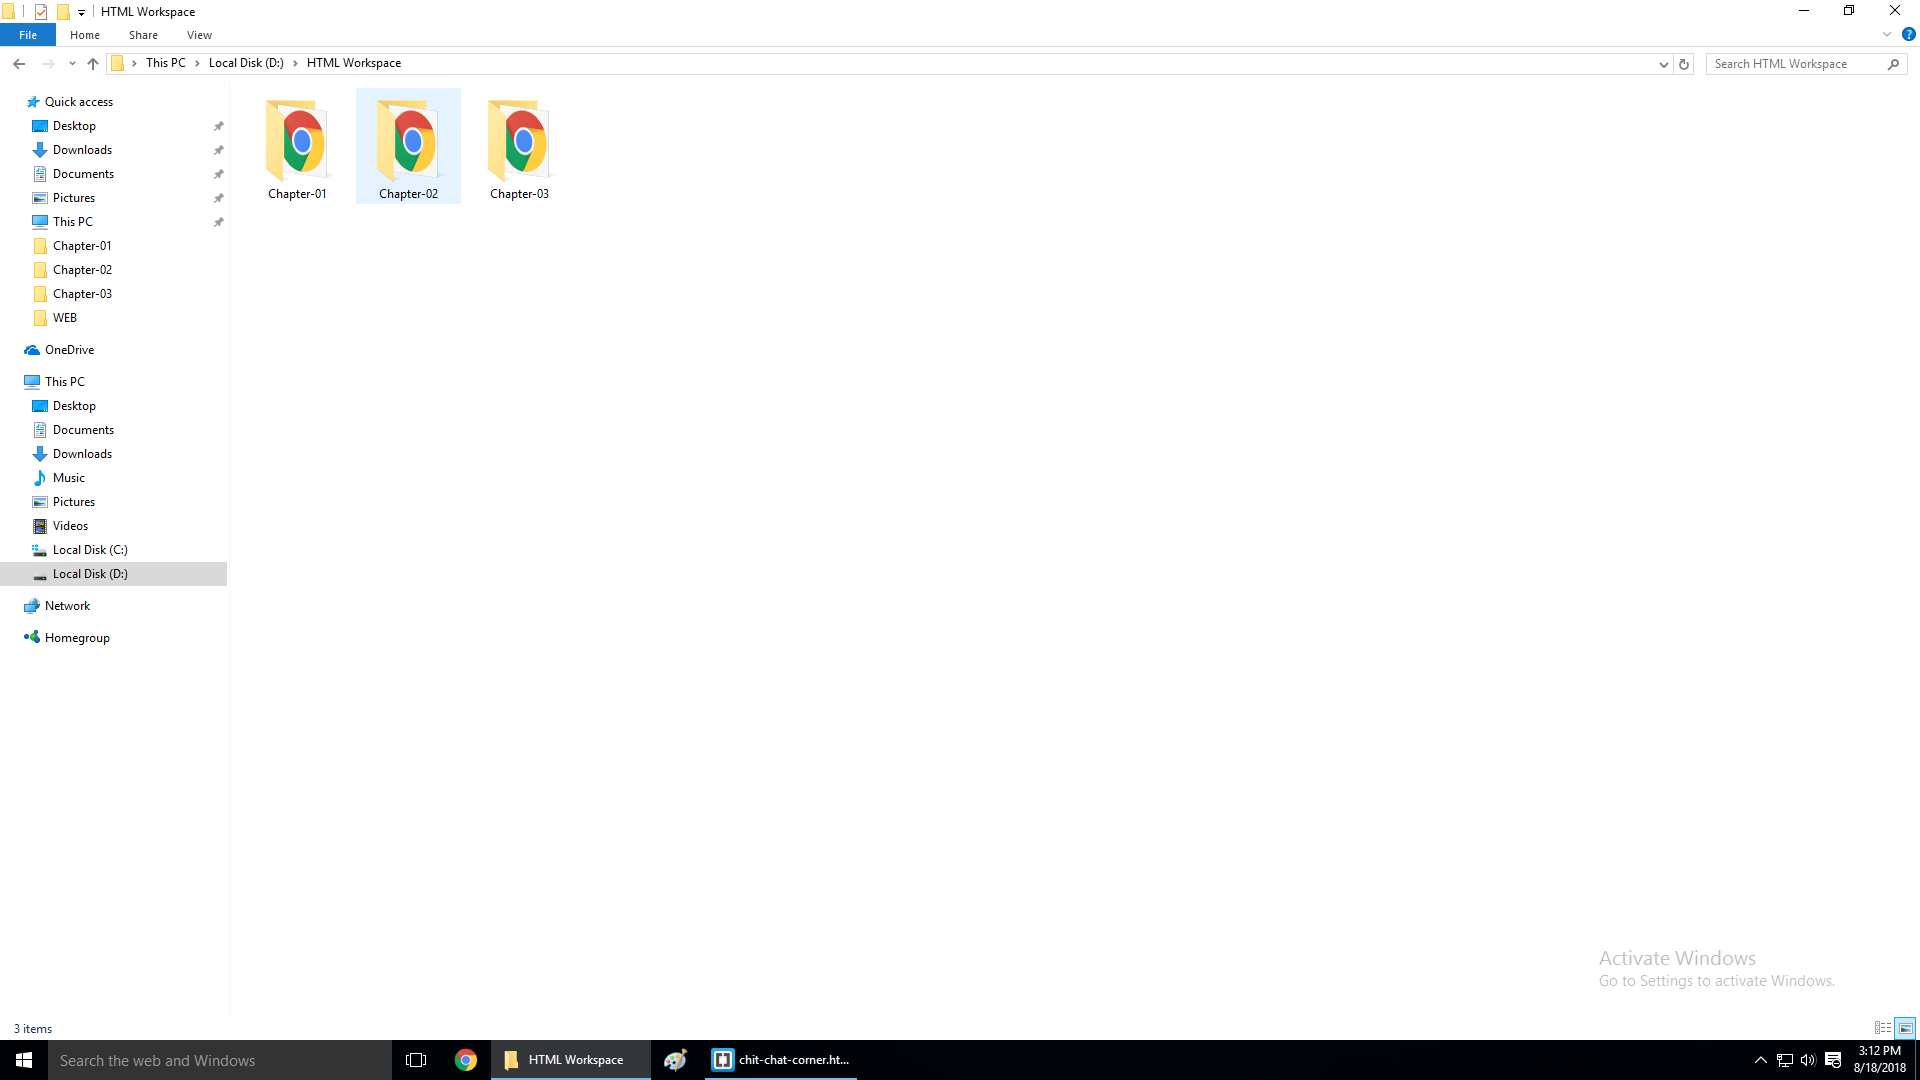 HTML Workspace
File Home Share View
This PC Local Disk (D:) HTML Workspace
Search HTML Workspace
Quick access
Desktop
Downloads
Documents
Pictures
This PC
Chapter-01
Chapter-02
Chapter-03
WEB
OneDrive
This PC
Desktop
Documents
Downloads
Music
Pictures
Videos
Local Disk (C:)
Local Disk (D:)
Network
Homegroup
Chapter-01 Chapter-02 Chapter-03
Activate Windows
Go to Settings to activate Windows.
3 items
Search the web and Windows
HTML Workspace
chit-chat-corner.ht...
3:12 PM
8/18/2018